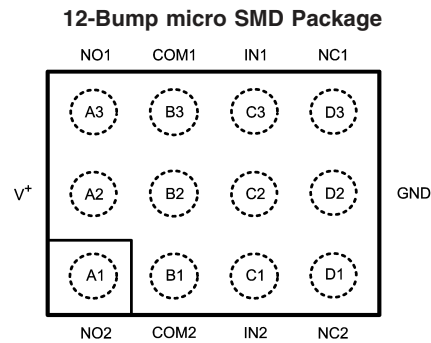 12-Bump micro SMD Package
NO1 COM1 IN1 NC1
A3 B3 C3 D3
V+ A2 B2 C2 D2 GND
A1 B1 C1 D1
NO2 COM2 IN2 NC2